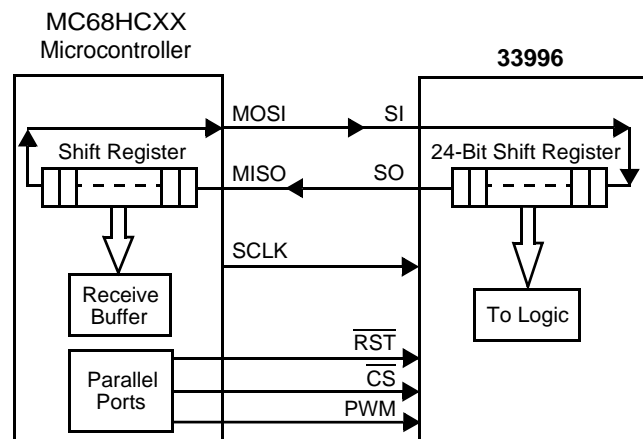 MC68HCXX
Microcontroller
33996
MOSI
SI
Shift Register
24-Bit Shift Register
MISO
SO
SCLK
Receive
Buffer
To Logic
RST
CS
PWM
Parallel
Ports